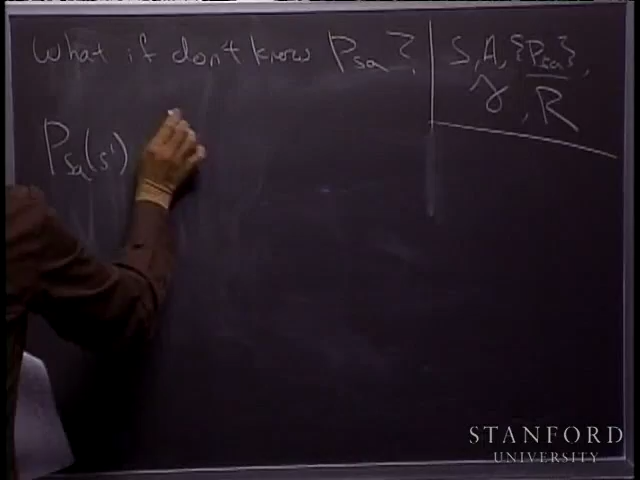 What if don't know Psa?
S, A, {Psa},
γ, R
Psa(s')
STANFORD
UNIVERSITY